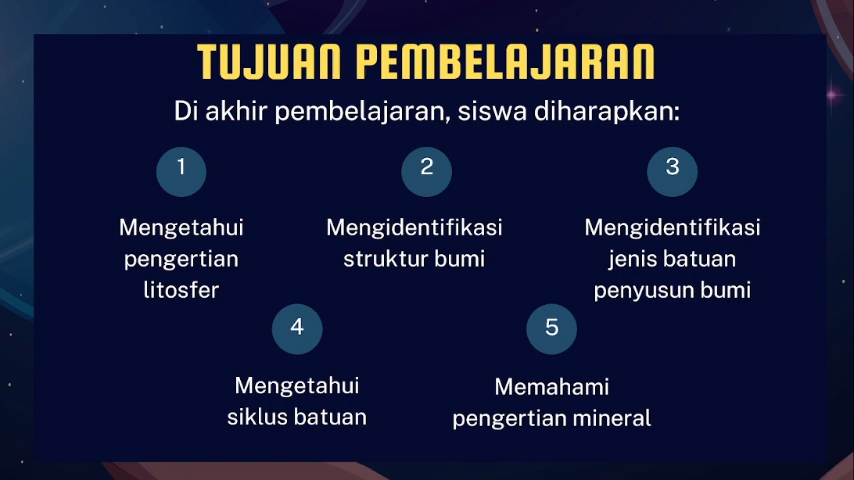 TUJUAN PEMBELAJARAN
Di akhir pembelajaran, siswa diharapkan:
1
Mengetahui
pengertian
litosfer
2
Mengidentifikasi
struktur bumi
3
Mengidentifikasi
jenis batuan
penyusun bumi
4
Mengetahui
siklus batuan
5
Memahami
pengertian mineral